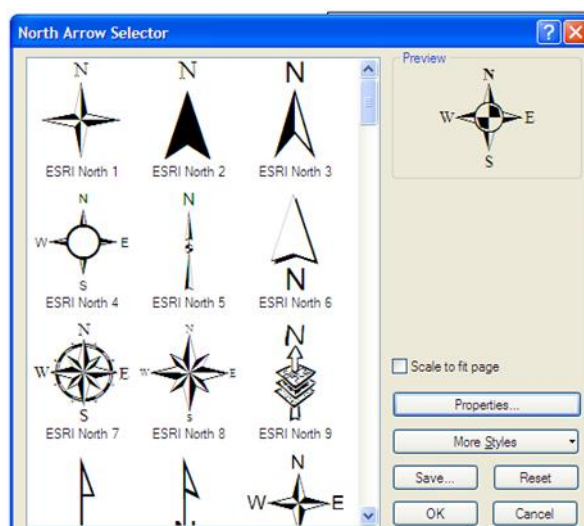 North Arrow Selector
N
N
N
ESRI North 1
ESRI North 2
ESRI North 3
N
W
E
S
N
N
ESRI North 4
ESRI North 5
ESRI North 6
N
W
E
S
N
W
E
S
N
ESRI North 7
ESRI North 8
ESRI North 9
N
W
E
Preview
N
W
E
S
Scale to fit page
Properties...
More Styles
Save...
Reset
OK
Cancel